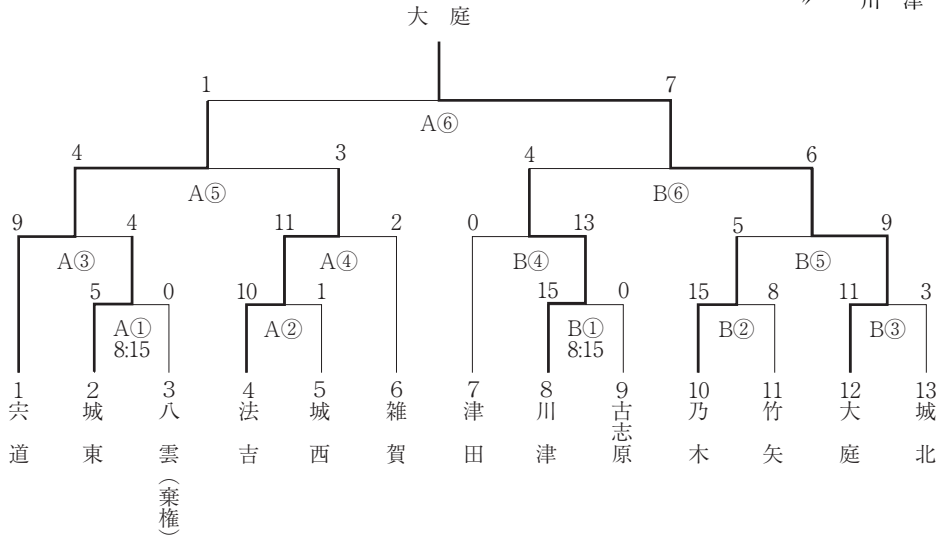 〃 川 津
大 庭
1 7
A⑥
4 3 4 6
A⑤ B⑥
9 4 11 2 0 13 5 9
A③ A④ B④ B⑤
5 0 10 1 15 0 15 8 11 3
A① A② B① B② B③
8:15 8:15
1 2 3 4 5 6 7 8 9 10 11 12 13
宍道
城東
八雲(棄権)
法吉
城西
雑賀
津田
川津
古志原
乃木
竹矢
大庭
城北